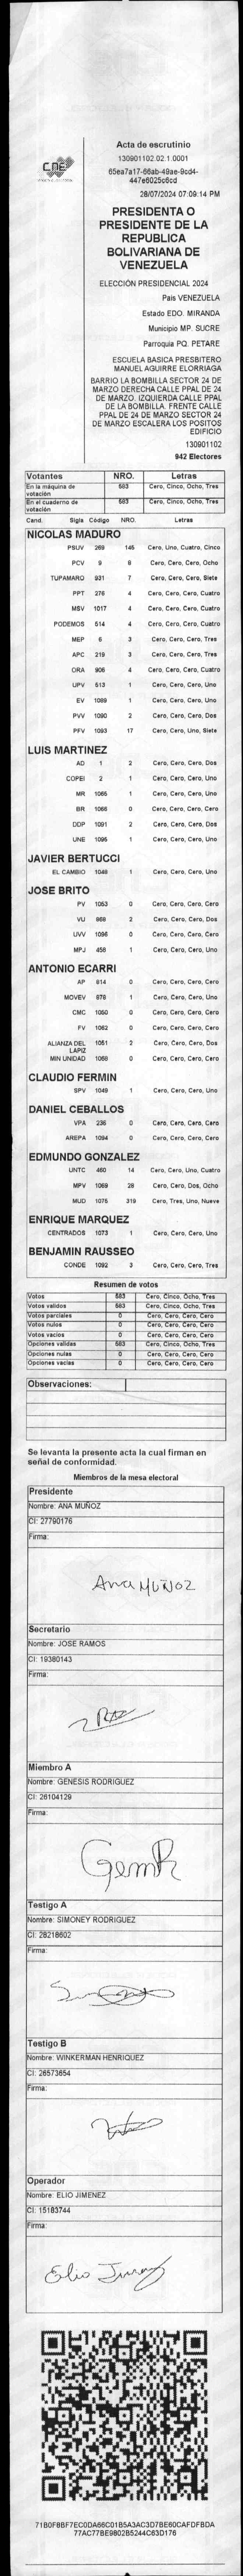 CNE
Acta de escrutinio
130901102.02.1.0001
65ea7a17-66ab-49ae-9cd4-
447e6025c6cd
28/07/2024 07:09:14 PM
PRESIDENTA O
PRESIDENTE DE LA
REPUBLICA
BOLIVARIANA DE
VENEZUELA
ELECCIÓN PRESIDENCIAL 2024
Pais VENEZUELA
Estado EDO. MIRANDA
Municipio MP. SUCRE
Parroquia PQ. PETARE
ESCUELA BASICA PRESBITERO
MANUEL AGUIRRE ELORRIAGA
BARRIO LA BOMBILLA SECTOR 24 DE
MARZO DERECHA CALLE PPAL 24
DE MARZO. IZQUIERDA CALLE PPAL
DE LA BOMBILLA. FRENTE CALLE
PPAL DE 24 DE MARZO SECTOR 24
DE MARZO ESCALERA LOS POSITOS
EDIFICIO
130901102
942 Electores
Votantes NRO. Letras
En la máquina de votación 583 Cero, Cinco, Ocho, Tres
En el cuaderno de votación 583 Cero, Cinco, Ocho, Tres
Cand. Sigla Código NRO. Letras
NICOLAS MADURO
PSUV 269 145 Cero, Uno, Cuatro, Cinco
PCV 9 8 Cero, Cero, Cero, Ocho
TUPAMARO 931 7 Cero, Cero, Cero, Siete
PPT 276 4 Cero, Cero, Cero, Cuatro
MSV 1017 4 Cero, Cero, Cero, Cuatro
PODEMOS 514 4 Cero, Cero, Cero, Cuatro
MEP 6 3 Cero, Cero, Cero, Tres
APC 219 3 Cero, Cero, Cero, Tres
ORA 906 4 Cero, Cero, Cero, Cuatro
UPV 513 1 Cero, Cero, Cero, Uno
EV 1089 1 Cero, Cero, Cero, Uno
PVV 1090 2 Cero, Cero, Cero, Dos
PFV 1093 17 Cero, Cero, Uno, Siete
LUIS MARTINEZ
AD 1 2 Cero, Cero, Cero, Dos
COPEI 2 1 Cero, Cero, Cero, Uno
MR 1065 1 Cero, Cero, Cero, Uno
BR 1066 0 Cero, Cero, Cero, Cero
DDP 1091 2 Cero, Cero, Cero, Dos
UNE 1095 1 Cero, Cero, Cero, Uno
JAVIER BERTUCCI
EL CAMBIO 1048 1 Cero, Cero, Cero, Uno
JOSE BRITO
PV 1053 0 Cero, Cero, Cero, Cero
VU 968 2 Cero, Cero, Cero, Dos
UVV 1096 0 Cero, Cero, Cero, Cero
MPJ 458 1 Cero, Cero, Cero, Uno
ANTONIO ECARRI
AP 814 0 Cero, Cero, Cero, Cero
MOVEV 878 1 Cero, Cero, Cero, Uno
CMC 1050 0 Cero, Cero, Cero, Cero
FV 1062 0 Cero, Cero, Cero, Cero
ALIANZA DEL LAPIZ 1051 2 Cero, Cero, Cero, Dos
MIN UNIDAD 1068 0 Cero, Cero, Cero, Cero
CLAUDIO FERMIN
SPV 1049 1 Cero, Cero, Cero, Uno
DANIEL CEBALLOS
VPA 236 0 Cero, Cero, Cero, Cero
AREPA 1094 0 Cero, Cero, Cero, Cero
EDMUNDO GONZALEZ
UNTC 460 14 Cero, Cero, Uno, Cuatro
MPV 1069 28 Cero, Cero, Dos, Ocho
MUD 1075 319 Cero, Tres, Uno, Nueve
ENRIQUE MARQUEZ
CENTRADOS 1073 1 Cero, Cero, Cero, Uno
BENJAMIN RAUSSEO
CONDE 1092 3 Cero, Cero, Cero, Tres
Resumen de votos
Votos 583 Cero, Cinco, Ocho, Tres
Votos validos 583 Cero, Cinco, Ocho, Tres
Votos parciales 0 Cero, Cero, Cero, Cero
Votos nulos 0 Cero, Cero, Cero, Cero
Votos vacios 0 Cero, Cero, Cero, Cero
Opciones validas 583 Cero, Cinco, Ocho, Tres
Opciones nulas 0 Cero, Cero, Cero, Cero
Opciones vacias 0 Cero, Cero, Cero, Cero
Observaciones:
Se levanta la presente acta la cual firman en
señal de conformidad.
Miembros de la mesa electoral
Presidente
Nombre: ANA MUÑOZ
CI: 27790176
Firma:
Ana MUÑOZ
Secretario
Nombre: JOSE RAMOS
CI: 19380143
Firma:
Miembro A
Nombre: GENESIS RODRIGUEZ
CI: 26104129
Firma:
Testigo A
Nombre: SIMONEY RODRIGUEZ
CI: 28218602
Firma:
Testigo B
Nombre: WINKERMAN HENRIQUEZ
CI: 26573654
Firma:
Operador
Nombre: ELIO JIMENEZ
CI: 15183744
Firma:
71B0F8BF7EC0DA66C01B5A3AC3D7BE60CAFDFBDA
77AC77BE9802B5244C63D176